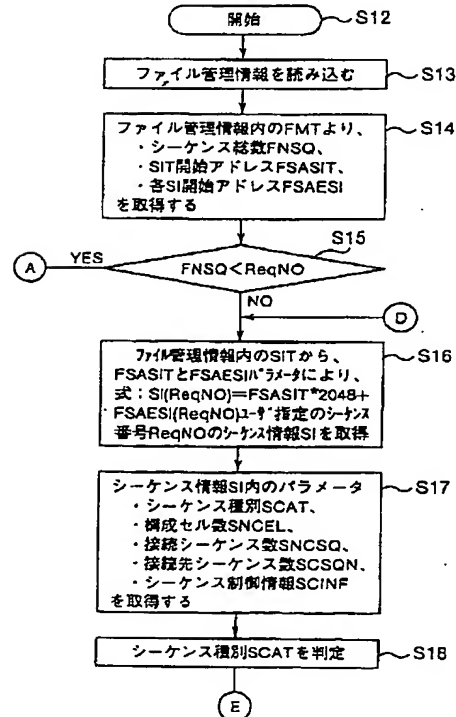 開始
S12
ファイル管理情報を読み込む
S13
ファイル管理情報内のFMTより、
・シーケンス総数FNSQ、
・SIT開始アドレスFSASIT、
・各SI開始アドレスFSAESI
を取得する
S14
S15
A
YES
FNSQ<ReqNO
NO
D
ファイル管理情報内のSITから、
FSASITとFSAESIパラメータにより、
式：SI(ReqNO)=FSASIT*2048+
FSAESI(ReqNO)ユーザ指定のシーケンス
番号ReqNOのシーケンス情報SIを取得
S16
シーケンス情報SI内のパラメータ
・シーケンス種別SCAT、
・構成セル数SNCEL、
・接続シーケンス数SNCSQ、
・接続先シーケンス数SCSQN、
・シーケンス制御情報SCINF
を取得する
S17
シーケンス種別SCATを判定
S18
E